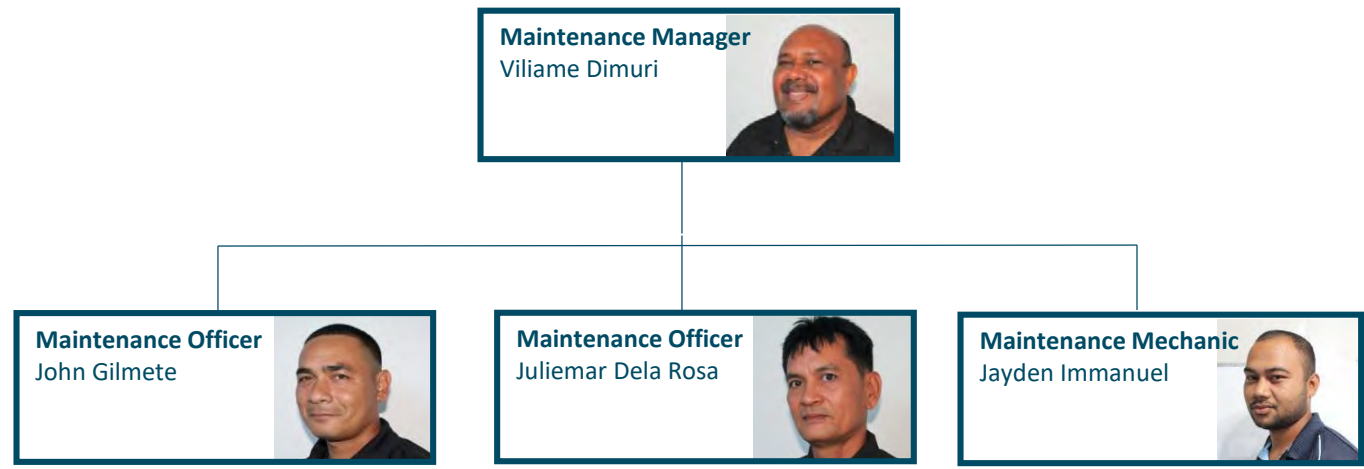 Maintenance Manager
Viliame Dimuri
Maintenance Officer
John Gilmete
Maintenance Officer
Juliemar Dela Rosa
Maintenance Mechanic
Jayden Immanuel